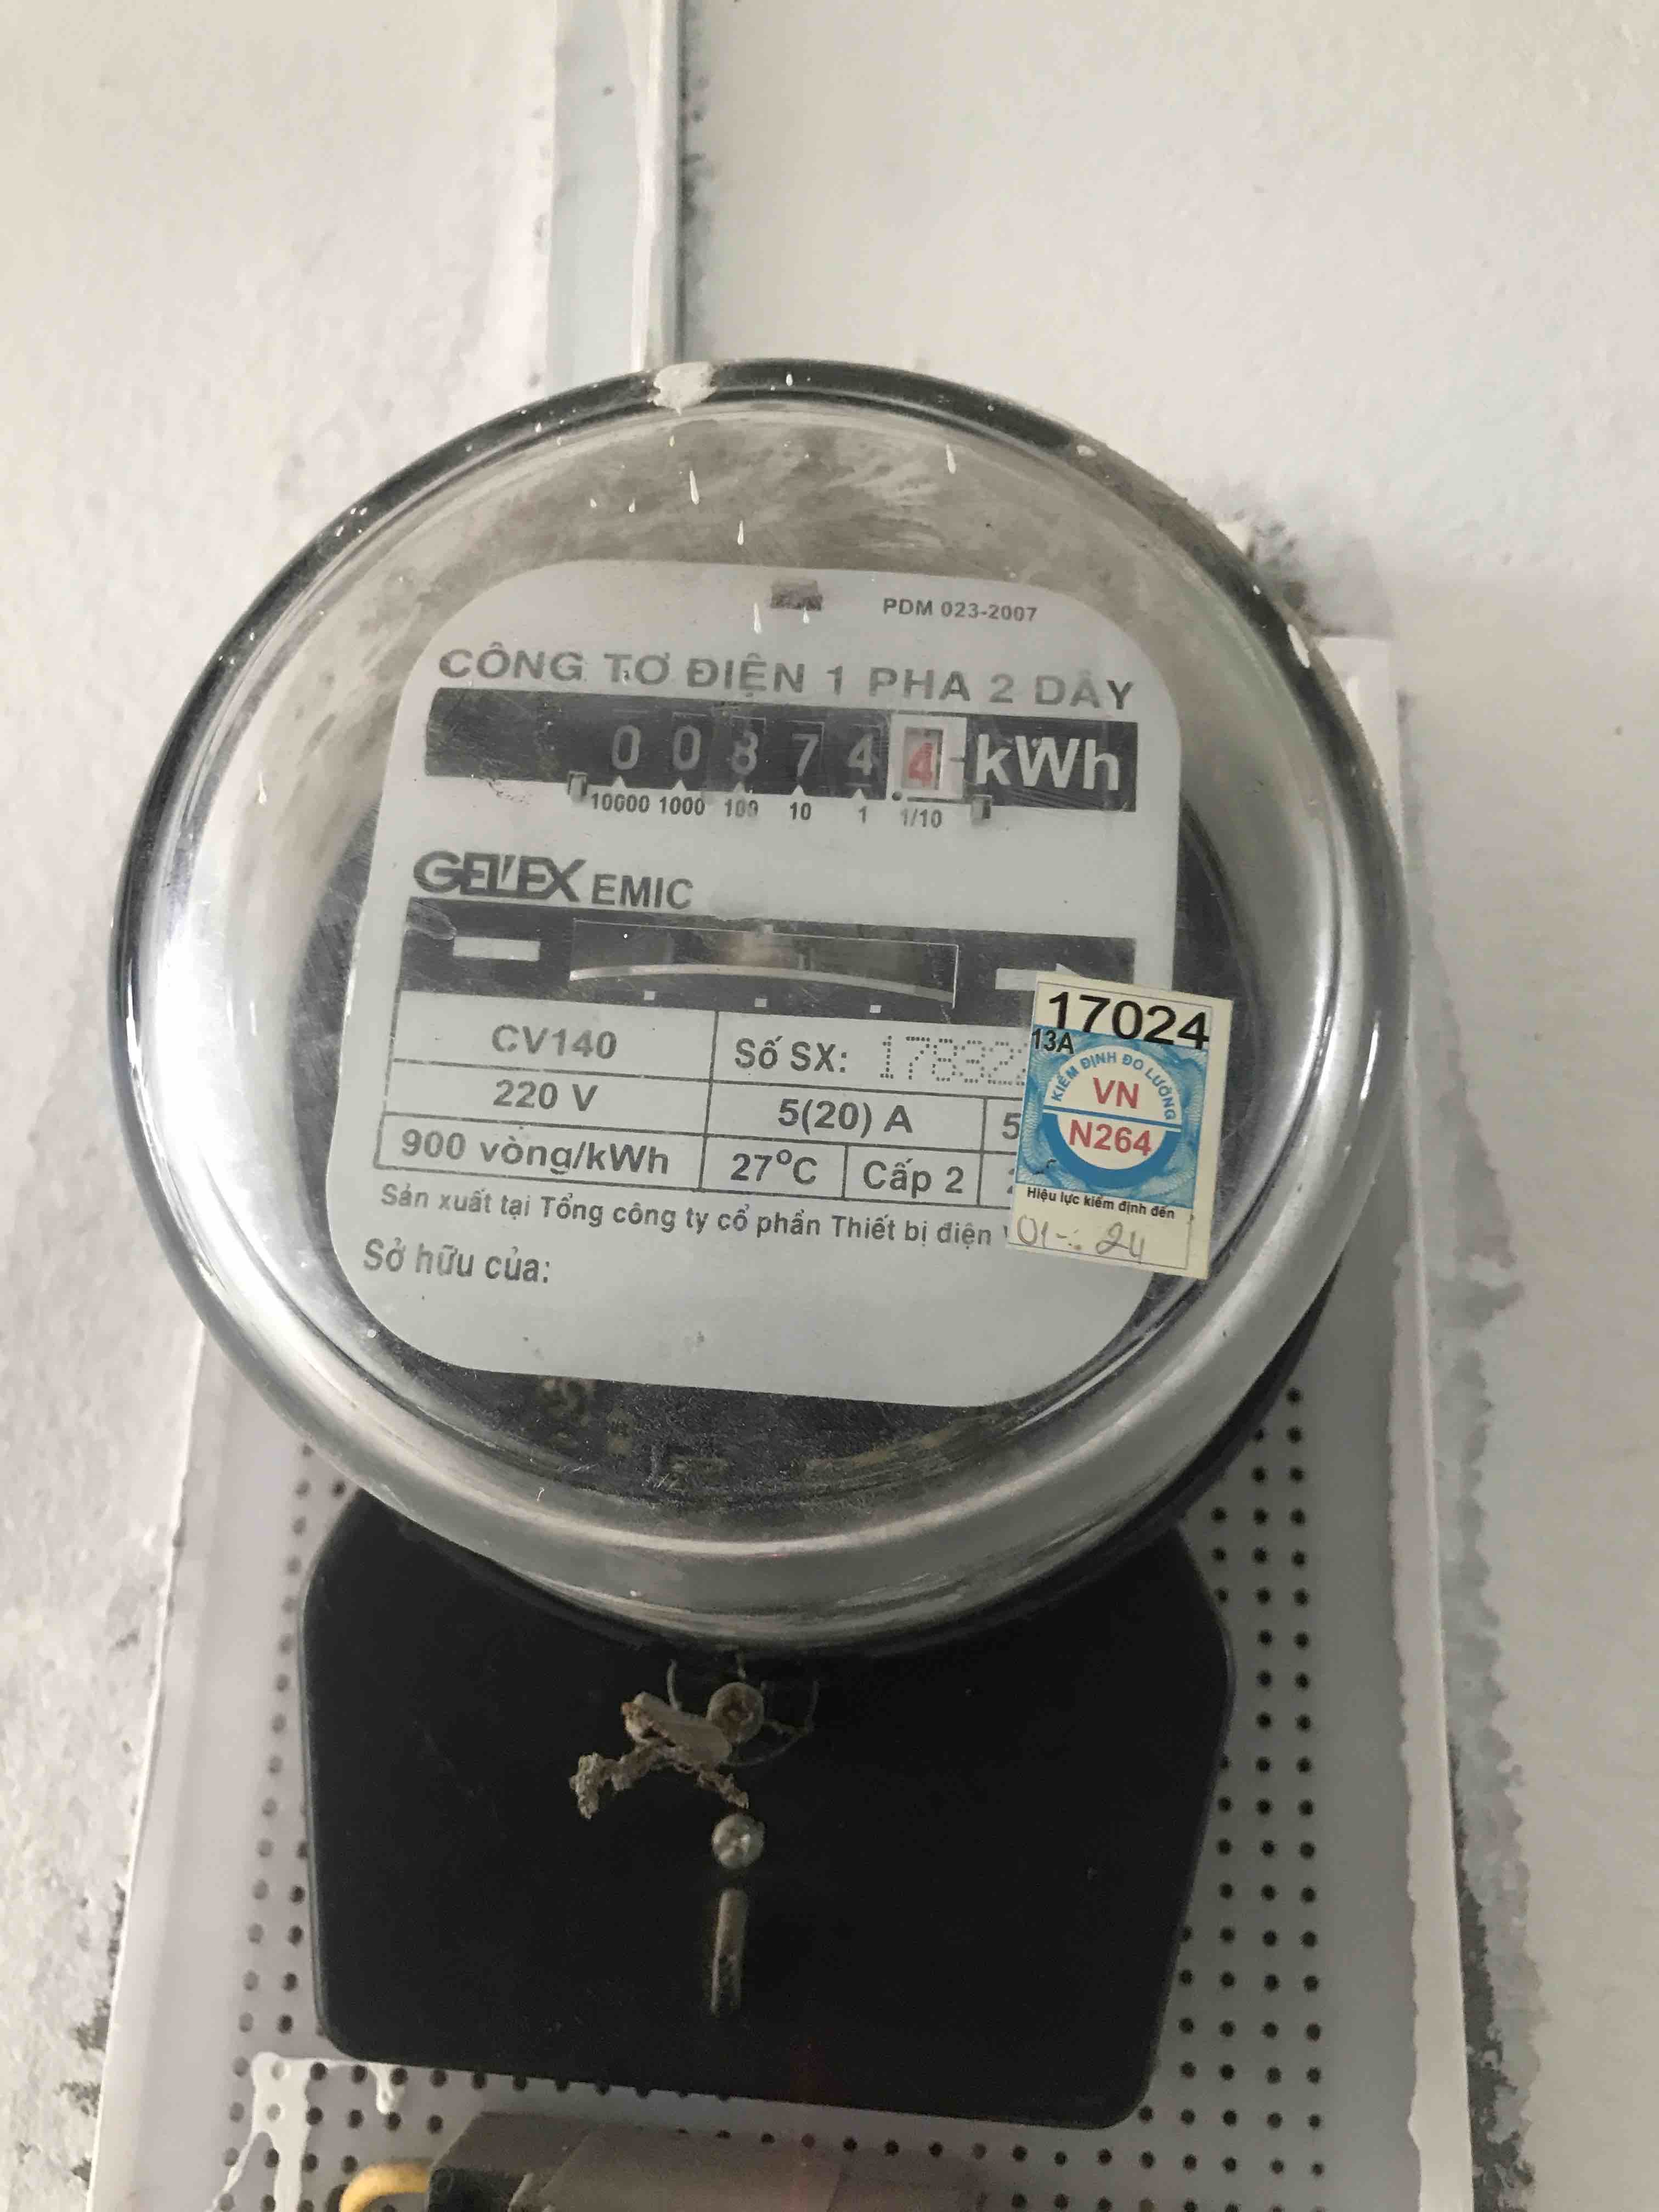 PDM 023-2007
CÔNG TƠ ĐIỆN 1 PHA 2 DÂY
0 0 8 7 4 4 kWh
10000 1000 100 10 1 1/10
GELEX EMIC
CV140 Số SX:
220 V 5(20) A
900 vòng/kWh 27°C Cấp 2
Sản xuất tại Tổng công ty cổ phần Thiết bị điện
Sở hữu của:
17024
13A
KIỂM ĐỊNH ĐO LƯỜNG
VN
N264
Hiệu lực kiểm định đến
01-: 24